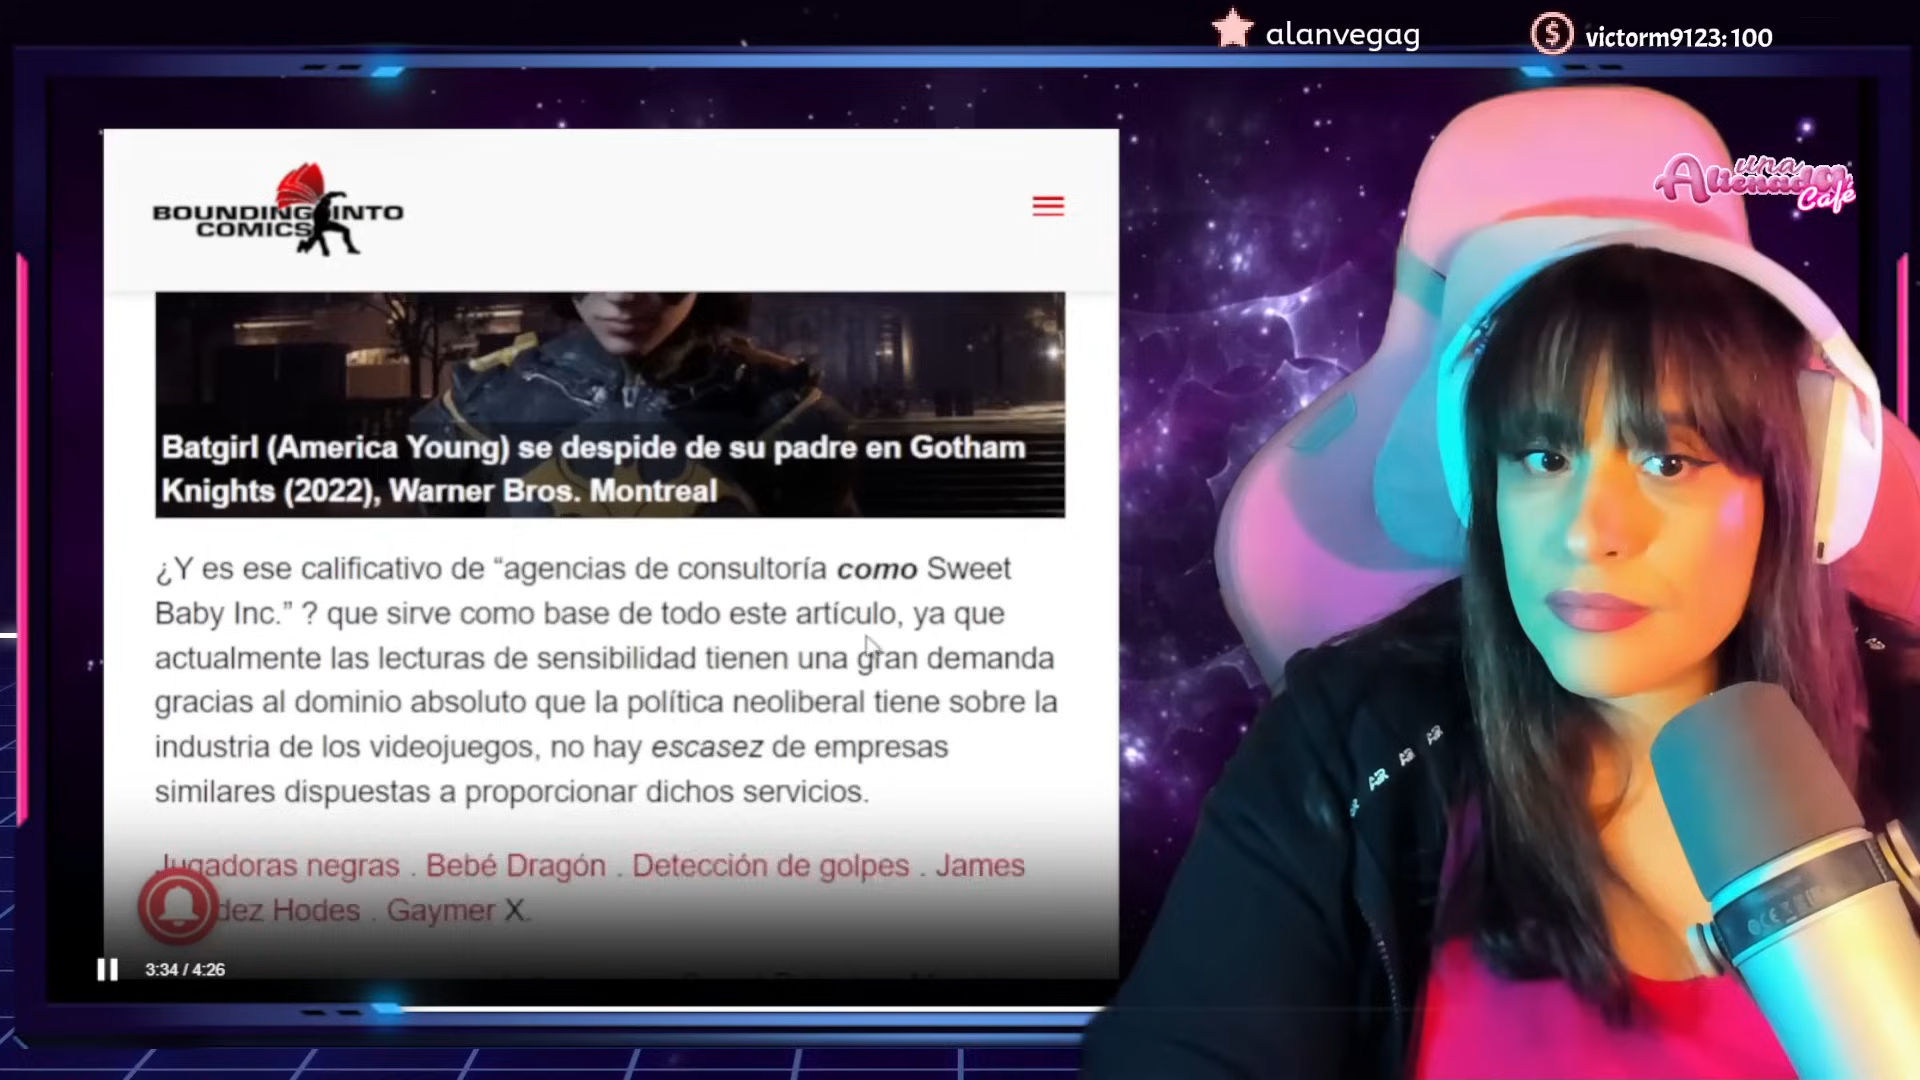 alanvegag
victorm9123: 100
una
Alienada
Café
BOUNDING INTO
COMICS
Batgirl (America Young) se despide de su padre en Gotham
Knights (2022), Warner Bros. Montreal
¿Y es ese calificativo de “agencias de consultoría como Sweet
Baby Inc.” ? que sirve como base de todo este artículo, ya que
actualmente las lecturas de sensibilidad tienen una gran demanda
gracias al dominio absoluto que la política neoliberal tiene sobre la
industria de los videojuegos, no hay escasez de empresas
similares dispuestas a proporcionar dichos servicios.
Jugadoras negras . Bebé Dragón . Detección de golpes . James
dez Hodes . Gaymer X.
3:34 / 4:26